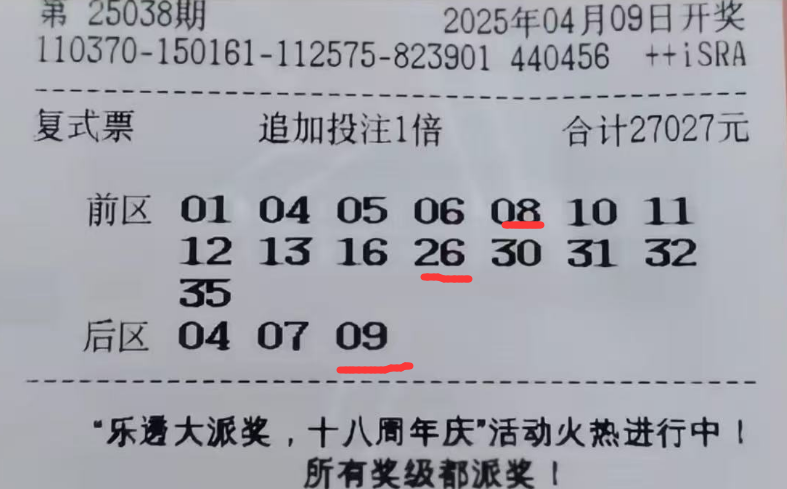 第 25038期 2025年04月09日开奖
110370-150161-112575-823901 440456 ++iSRA
复式票 追加投注1倍 合计27027元
前区 01 04 05 06 08 10 11
12 13 16 26 30 31 32
35
后区 04 07 09
“乐透大派奖，十八周年庆”活动火热进行中！
所有奖级都派奖！